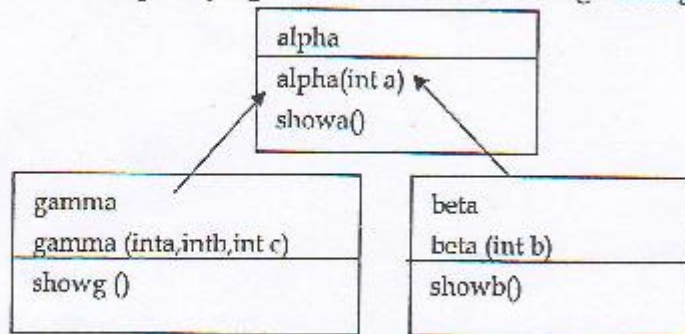 alpha
alpha(int a)
showa()
gamma
gamma (inta,intb,int c)
showg ()
beta
beta (int b)
showb()